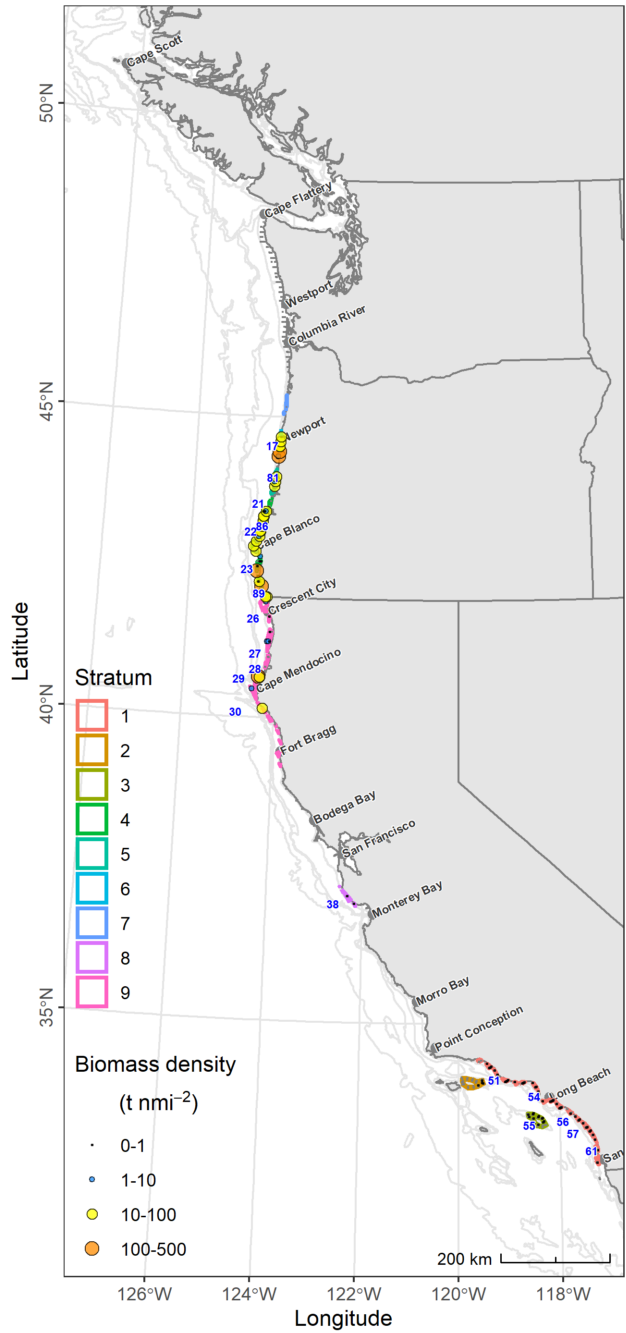 50°N
45°N
40°N
35°N
Latitude
Cape Scott
Cape Flattery
Westport
Columbia River
Newport
17
81
21
86
22
Cape Blanco
23
89
Crescent City
26
27
28
Cape Mendocino
29
30
Fort Bragg
Bodega Bay
San Francisco
38
Monterey Bay
Morro Bay
Point Conception
51
54
Long Beach
55
56
57
61
San
Stratum
1
2
3
4
5
6
7
8
9
Biomass density
(t nmi⁻²)
0-1
1-10
10-100
100-500
200 km
126°W
124°W
122°W
120°W
118°W
Longitude